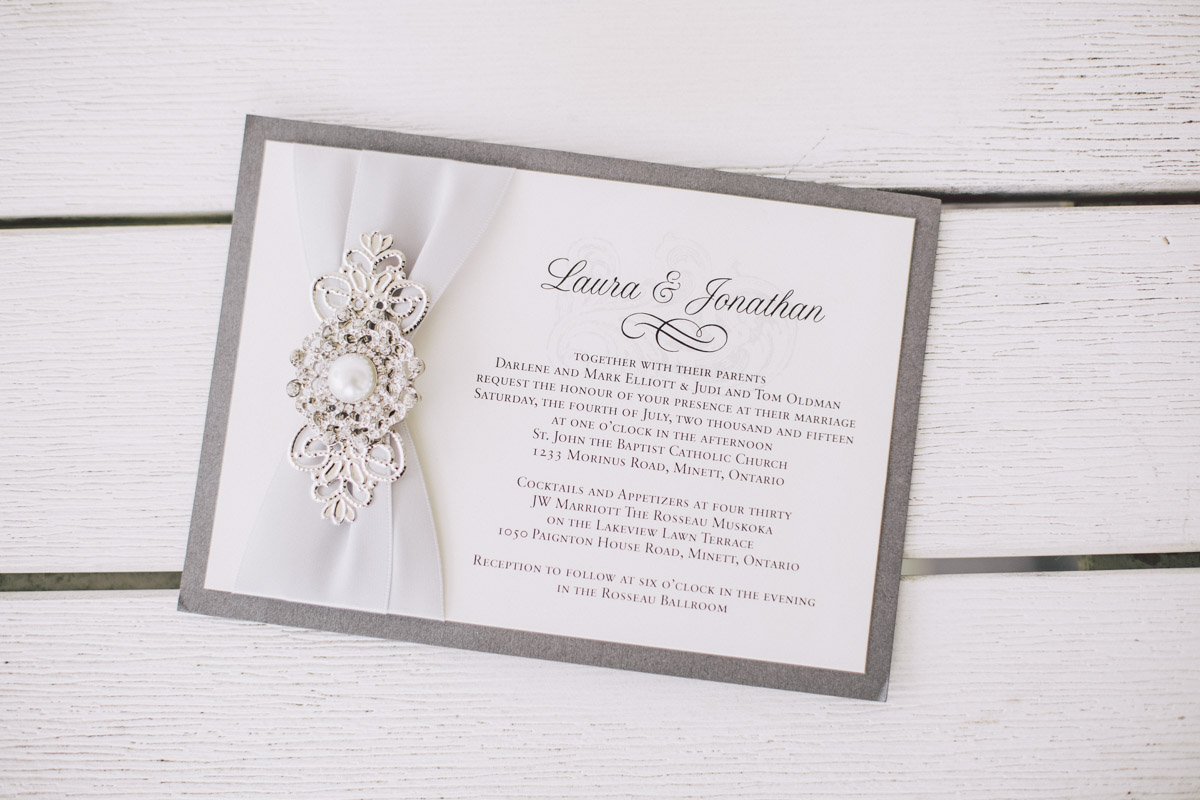 Laura & Jonathan
TOGETHER WITH THEIR PARENTS
DARLENE AND MARK ELLIOTT & JUDI AND TOM OLDMAN
REQUEST THE HONOUR OF YOUR PRESENCE AT THEIR MARRIAGE
SATURDAY, THE FOURTH OF JULY, TWO THOUSAND AND FIFTEEN
AT ONE O'CLOCK IN THE AFTERNOON
ST. JOHN THE BAPTIST CATHOLIC CHURCH
1233 MORINUS ROAD, MINETT, ONTARIO
COCKTAILS AND APPETIZERS AT FOUR THIRTY
JW MARRIOTT THE ROSSEAU MUSKOKA
ON THE LAKEVIEW LAWN TERRACE
1050 PAIGNTON HOUSE ROAD, MINETT, ONTARIO
RECEPTION TO FOLLOW AT SIX O'CLOCK IN THE EVENING
IN THE ROSSEAU BALLROOM